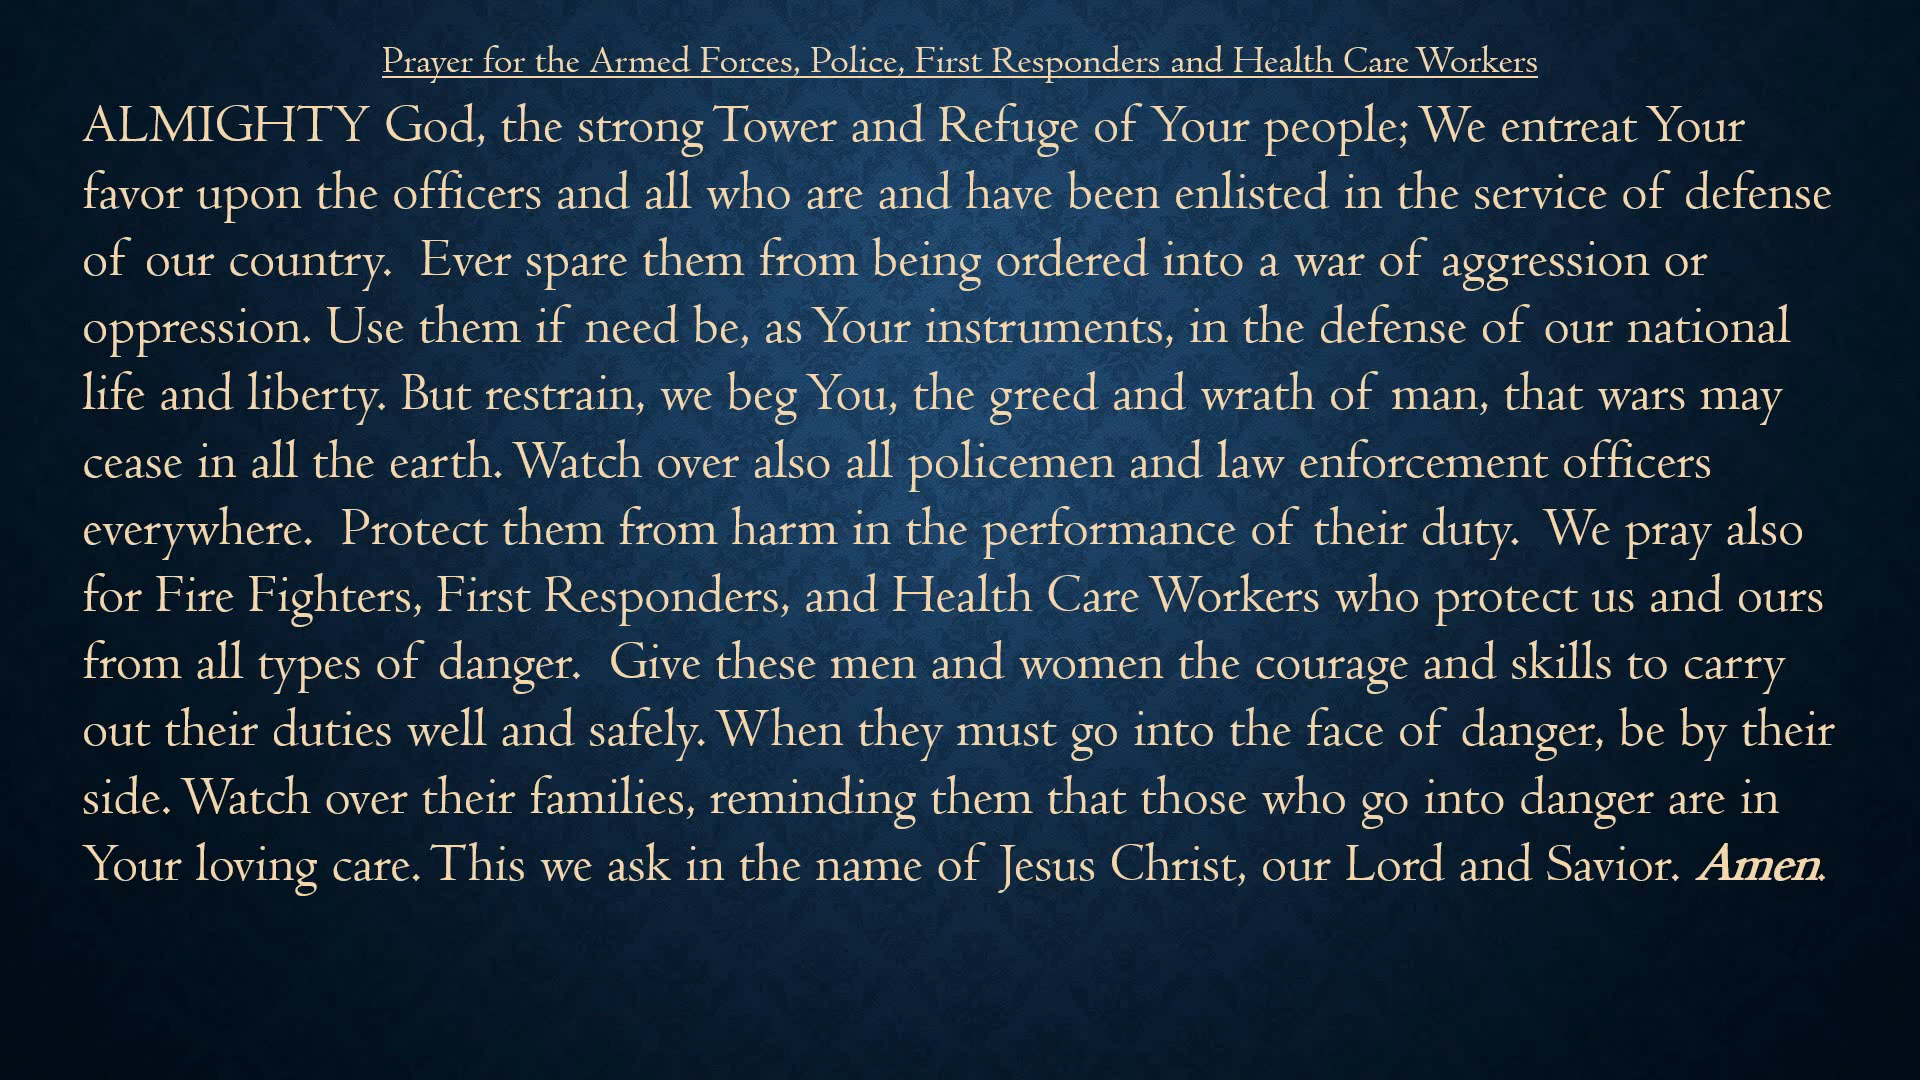 Prayer for the Armed Forces, Police, First Responders and Health Care Workers
ALMIGHTY God, the strong Tower and Refuge of Your people; We entreat Your
favor upon the officers and all who are and have been enlisted in the service of defense
of our country.  Ever spare them from being ordered into a war of aggression or
oppression. Use them if need be, as Your instruments, in the defense of our national
life and liberty. But restrain, we beg You, the greed and wrath of man, that wars may
cease in all the earth. Watch over also all policemen and law enforcement officers
everywhere.  Protect them from harm in the performance of their duty.  We pray also
for Fire Fighters, First Responders, and Health Care Workers who protect us and ours
from all types of danger.  Give these men and women the courage and skills to carry
out their duties well and safely. When they must go into the face of danger, be by their
side. Watch over their families, reminding them that those who go into danger are in
Your loving care. This we ask in the name of Jesus Christ, our Lord and Savior. Amen.